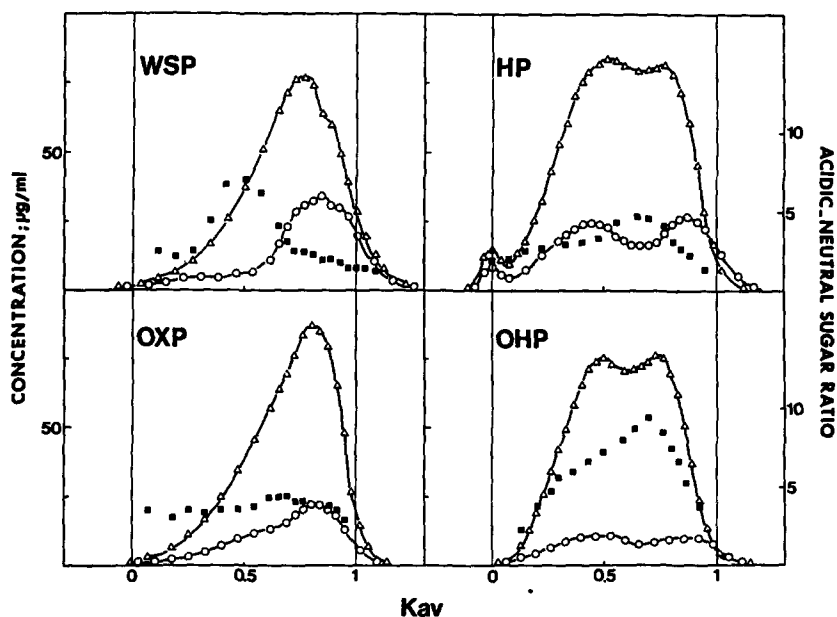 WSP
HP
50
10
5
CONCENTRATION; µg/ml
ACIDIC-NEUTRAL SUGAR RATIO
OXP
OHP
50
10
5
0
0.5
1
0
0.5
1
Kav